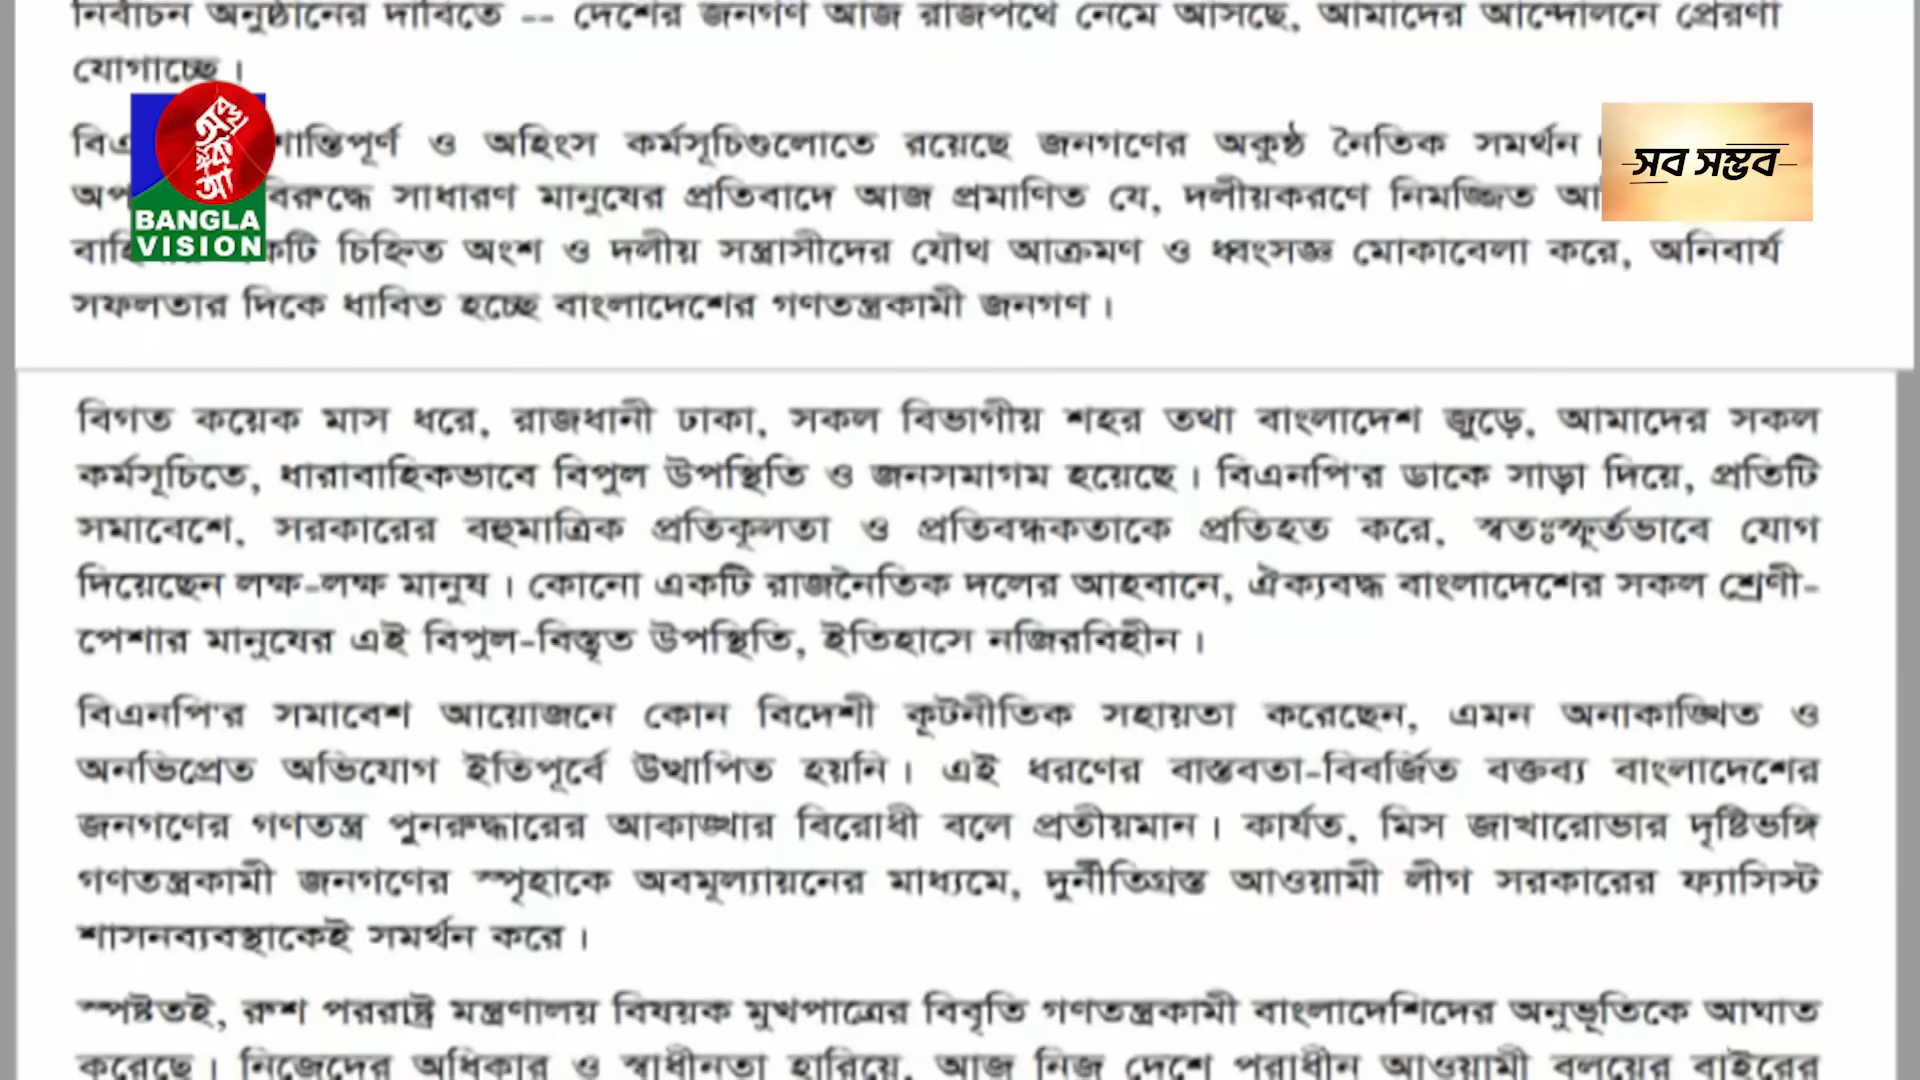 নির্বাচন অনুষ্ঠানের দাবিতে -- দেশের জনগণ আজ রাজপথে নেমে আসছে, আমাদের আন্দোলনে প্রেরণা
যোগাচ্ছে।
শান্তিপূর্ণ ও অহিংস কর্মসূচিগুলোতে রয়েছে জনগণের অকুণ্ঠ নৈতিক সমর্থন।
সাধারণ মানুষের প্রতিবাদে আজ প্রমাণিত যে, দলীয়করণে নিমজ্জিত
চিহ্নিত অংশ ও দলীয় সন্ত্রাসীদের যৌথ আক্রমণ ও ধ্বংসজ্ঞ মোকাবেলা করে, অনিবার্য
সফলতার দিকে ধাবিত হচ্ছে বাংলাদেশের গণতন্ত্রকামী জনগণ।
BANGLA
VISION
সব সম্ভব
বিগত কয়েক মাস ধরে, রাজধানী ঢাকা, সকল বিভাগীয় শহর তথা বাংলাদেশ জুড়ে, আমাদের সকল
কর্মসূচিতে, ধারাবাহিকভাবে বিপুল উপস্থিতি ও জনসমাগম হয়েছে। বিএনপি'র ডাকে সাড়া দিয়ে, প্রতিটি
সমাবেশে, সরকারের বহুমাত্রিক প্রতিকূলতা ও প্রতিবন্ধকতাকে প্রতিহত করে, স্বতঃস্ফূর্তভাবে যোগ
দিয়েছেন লক্ষ-লক্ষ মানুষ। কোনো একটি রাজনৈতিক দলের আহবানে, ঐক্যবদ্ধ বাংলাদেশের সকল শ্রেণী-
পেশার মানুষের এই বিপুল-বিস্তৃত উপস্থিতি, ইতিহাসে নজিরবিহীন।
বিএনপি'র সমাবেশ আয়োজনে কোন বিদেশী কূটনীতিক সহায়তা করেছেন, এমন অনাকাঙ্খিত ও
অনভিপ্রেত অভিযোগ ইতিপূর্বে উত্থাপিত হয়নি। এই ধরণের বাস্তবতা-বিবর্জিত বক্তব্য বাংলাদেশের
জনগণের গণতন্ত্র পুনরুদ্ধারের আকাঙ্খার বিরোধী বলে প্রতীয়মান। কার্যত, মিস জাখারোভার দৃষ্টিভঙ্গি
গণতন্ত্রকামী জনগণের স্পৃহাকে অবমূল্যায়নের মাধ্যমে, দুর্নীতিগ্রস্ত আওয়ামী লীগ সরকারের ফ্যাসিস্ট
শাসনব্যবস্থাকেই সমর্থন করে।
স্পষ্টতই, রুশ পররাষ্ট্র মন্ত্রণালয় বিষয়ক মুখপাত্রের বিবৃতি গণতন্ত্রকামী বাংলাদেশিদের অনুভূতিকে আঘাত
করেছে। নিজেদের অধিকার ও স্বাধীনতা হারিয়ে, আজ নিজ দেশে পরাধীন আওয়ামী বলয়ের বাইরের